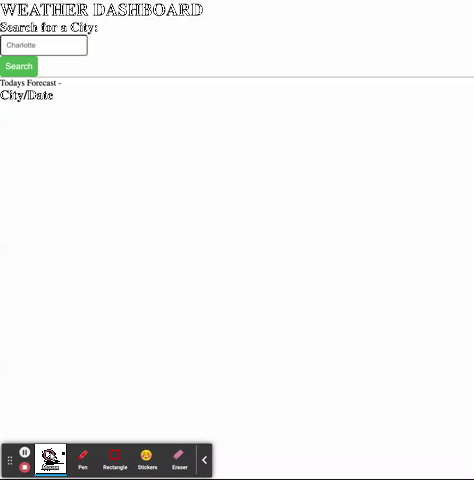 WEATHER DASHBOARD
Search for a City:
Charlotte
Search
Todays Forecast -
City/Date
Pen
Rectangle
Stickers
Eraser